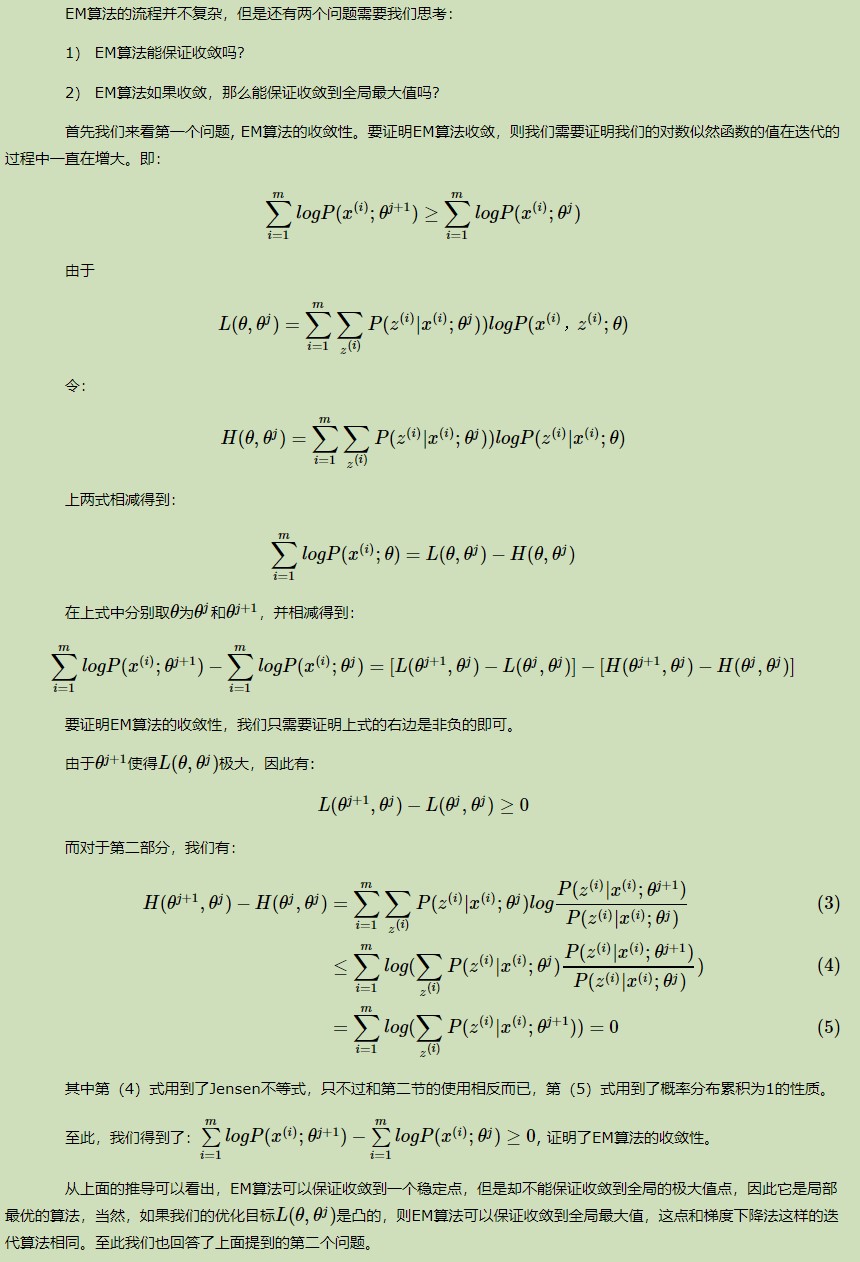 EM算法的流程并不复杂，但是还有两个问题需要我们思考：
1） EM算法能保证收敛吗？
2） EM算法如果收敛，那么能保证收敛到全局最大值吗？
首先我们来看第一个问题, EM算法的收敛性。要证明EM算法收敛，则我们需要证明我们的对数似然函数的值在迭代的
过程中一直在增大。即：
$$\sum_{i=1}^{m} logP(x^{(i)};\theta^{j+1}) \geq \sum_{i=1}^{m} logP(x^{(i)};\theta^{j})$$
由于
$$L(\theta,\theta^{j}) = \sum_{i=1}^{m}\sum_{z^{(i)}} P(z^{(i)}|x^{(i)};\theta^{j}))logP(x^{(i)}，z^{(i)};\theta)$$
令：
$$H(\theta,\theta^{j}) = \sum_{i=1}^{m}\sum_{z^{(i)}} P(z^{(i)}|x^{(i)};\theta^{j}))logP(z^{(i)}|x^{(i)};\theta)$$
上两式相减得到：
$$\sum_{i=1}^{m} logP(x^{(i)};\theta) = L(\theta,\theta^{j}) - H(\theta,\theta^{j})$$
在上式中分别取$\theta$为$\theta^{j}$和$\theta^{j+1}$，并相减得到：
$$\sum_{i=1}^{m} logP(x^{(i)};\theta^{j+1}) - \sum_{i=1}^{m} logP(x^{(i)};\theta^{j}) = [L(\theta^{j+1},\theta^{j}) - L(\theta^{j},\theta^{j})] - [H(\theta^{j+1},\theta^{j}) - H(\theta^{j},\theta^{j})]$$
要证明EM算法的收敛性，我们只需要证明上式的右边是非负的即可。
由于$\theta^{j+1}$使得$L(\theta,\theta^{j})$极大，因此有：
$$L(\theta^{j+1},\theta^{j}) - L(\theta^{j},\theta^{j}) \geq 0$$
而对于第二部分，我们有：
$$H(\theta^{j+1},\theta^{j}) - H(\theta^{j},\theta^{j}) = \sum_{i=1}^{m}\sum_{z^{(i)}} P(z^{(i)}|x^{(i)};\theta^{j})log\frac{P(z^{(i)}|x^{(i)};\theta^{j+1})}{P(z^{(i)}|x^{(i)};\theta^{j})} \quad (3)$$
$$\leq \sum_{i=1}^{m} log(\sum_{z^{(i)}} P(z^{(i)}|x^{(i)};\theta^{j})\frac{P(z^{(i)}|x^{(i)};\theta^{j+1})}{P(z^{(i)}|x^{(i)};\theta^{j})}) \quad (4)$$
$$= \sum_{i=1}^{m} log(\sum_{z^{(i)}} P(z^{(i)}|x^{(i)};\theta^{j+1})) = 0 \quad (5)$$
其中第（4）式用到了Jensen不等式，只不过和第二节的使用相反而已，第（5）式用到了概率分布累积为1的性质。
至此，我们得到了：$\sum_{i=1}^{m} logP(x^{(i)};\theta^{j+1}) - \sum_{i=1}^{m} logP(x^{(i)};\theta^{j}) \geq 0$, 证明了EM算法的收敛性。
从上面的推导可以看出，EM算法可以保证收敛到一个稳定点，但是却不能保证收敛到全局的极大值点，因此它是局部
最优的算法，当然，如果我们的优化目标$L(\theta,\theta^{j})$是凸的，则EM算法可以保证收敛到全局最大值，这点和梯度下降法这样的迭
代算法相同。至此我们也回答了上面提到的第二个问题。